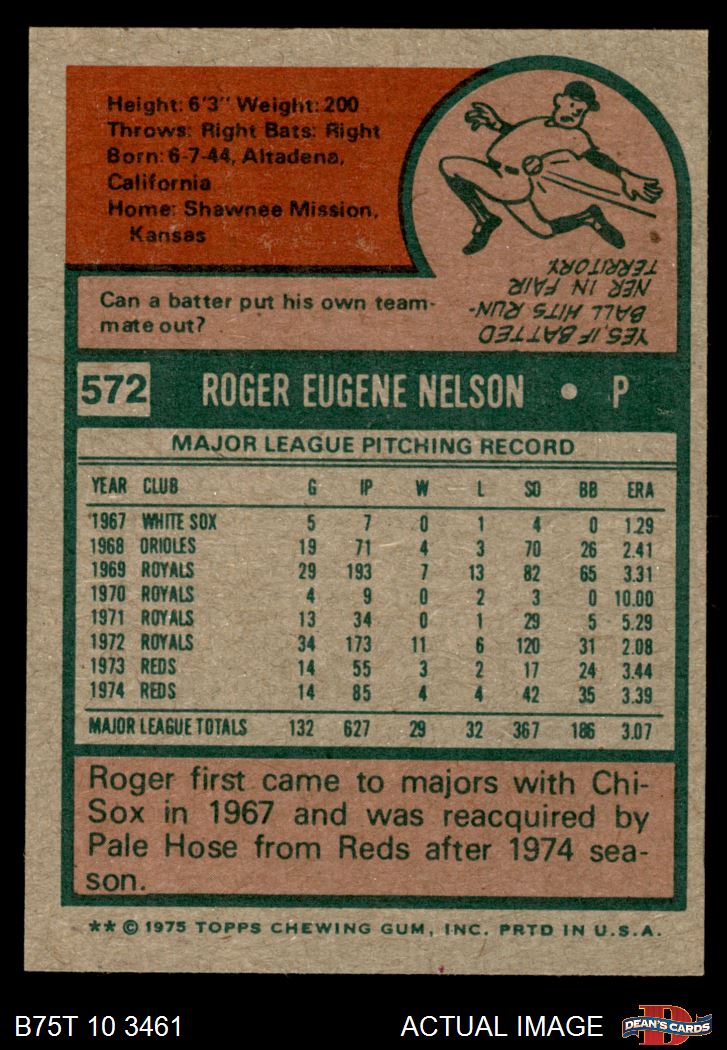 Height: 6'3" Weight: 200
Throws: Right Bats: Right
Born: 6-7-44, Altadena,
California
Home: Shawnee Mission,
Kansas
Can a batter put his own team-
mate out?
YES, IF BATTED
BALL HITS RUN-
NER IN FAIR
TERRITORY.
572 ROGER EUGENE NELSON • P
MAJOR LEAGUE PITCHING RECORD
YEAR CLUB G IP W L SO BB ERA
1967 WHITE SOX 5 7 0 1 4 0 1.29
1968 ORIOLES 19 71 4 3 70 26 2.41
1969 ROYALS 29 193 7 13 82 65 3.31
1970 ROYALS 4 9 0 2 3 0 10.00
1971 ROYALS 13 34 0 1 29 5 5.29
1972 ROYALS 34 173 11 6 120 31 2.08
1973 REDS 14 55 3 2 17 24 3.44
1974 REDS 14 85 4 4 42 35 3.39
MAJOR LEAGUE TOTALS 132 627 29 32 367 186 3.07
Roger first came to majors with Chi-
Sox in 1967 and was reacquired by
Pale Hose from Reds after 1974 sea-
son.
** © 1975 TOPPS CHEWING GUM, INC. PRTD IN U.S.A.
B75T 10 3461 ACTUAL IMAGE
D
DEAN'S CARDS